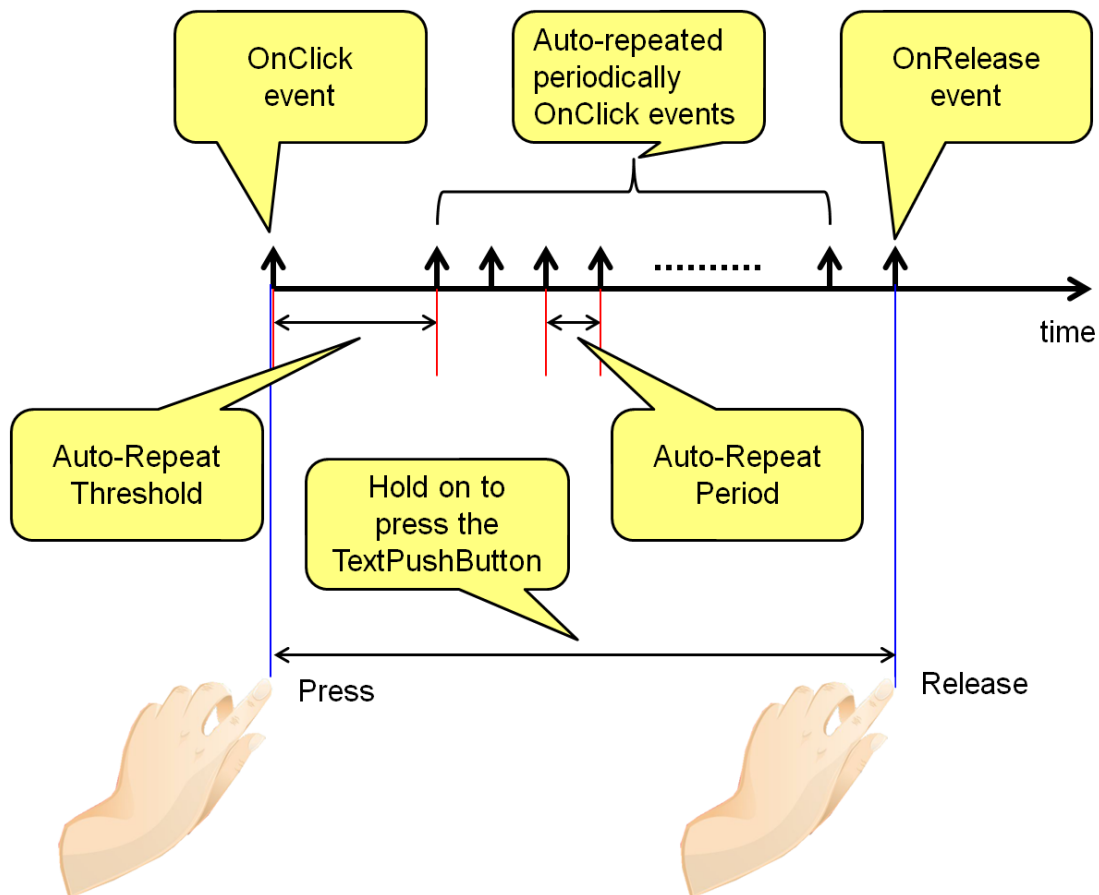 OnClick
event
Auto-repeated
periodically
OnClick events
OnRelease
event
time
Auto-Repeat
Threshold
Auto-Repeat
Period
Hold on to
press the
TextPushButton
Press
Release